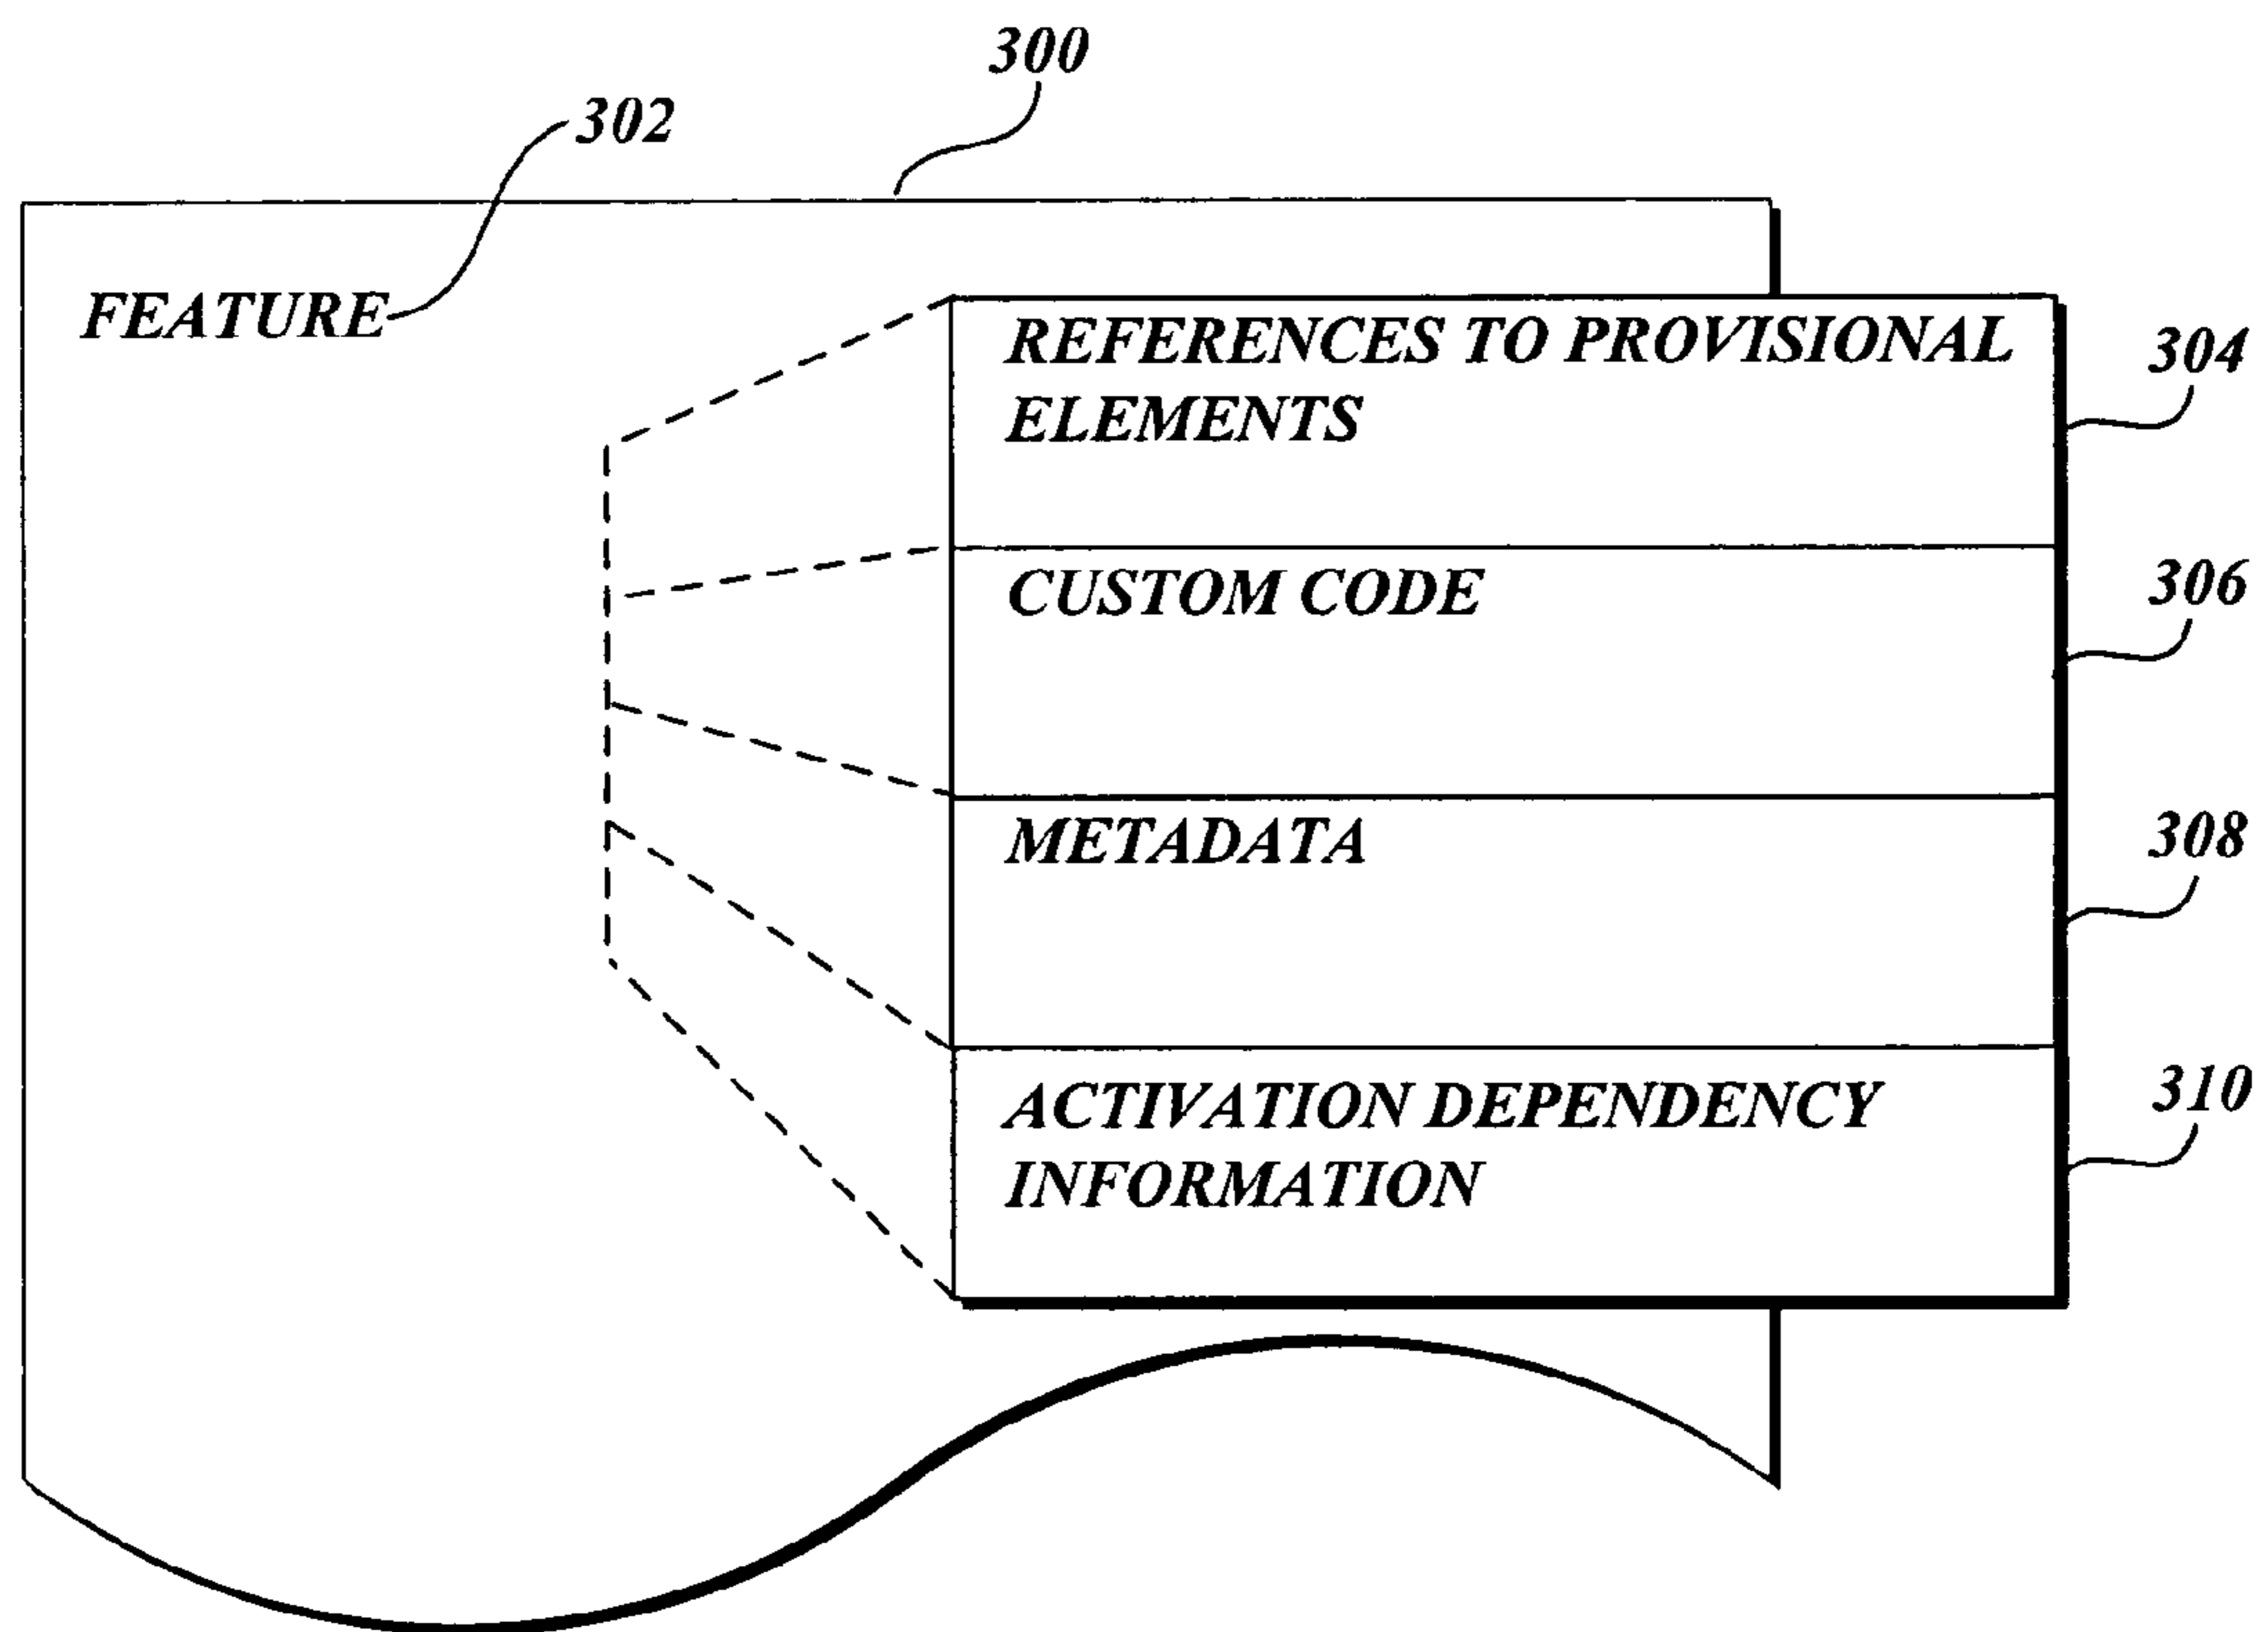 300
302
FEATURE
REFERENCES TO PROVISIONAL
ELEMENTS
304
CUSTOM CODE
306
METADATA
308
ACTIVATION DEPENDENCY
INFORMATION
310